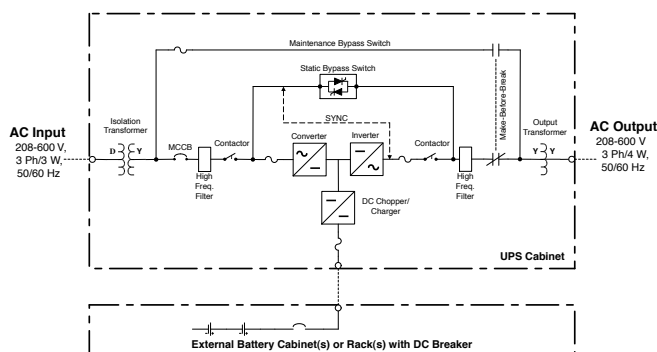 Maintenance Bypass Switch
Static Bypass Switch
Isolation
Transformer
SYNC
Make-Before-Break
Output
Transformer
AC Input
208-600 V,
3 Ph/3 W,
50/60 Hz
D Y
MCCB
Contactor
Converter
Inverter
Contactor
Y Y
AC Output
208-600 V
3 Ph/4 W,
50/60 Hz
High
Freq.
Filter
High
Freq.
Filter
DC Chopper/
Charger
UPS Cabinet
External Battery Cabinet(s) or Rack(s) with DC Breaker